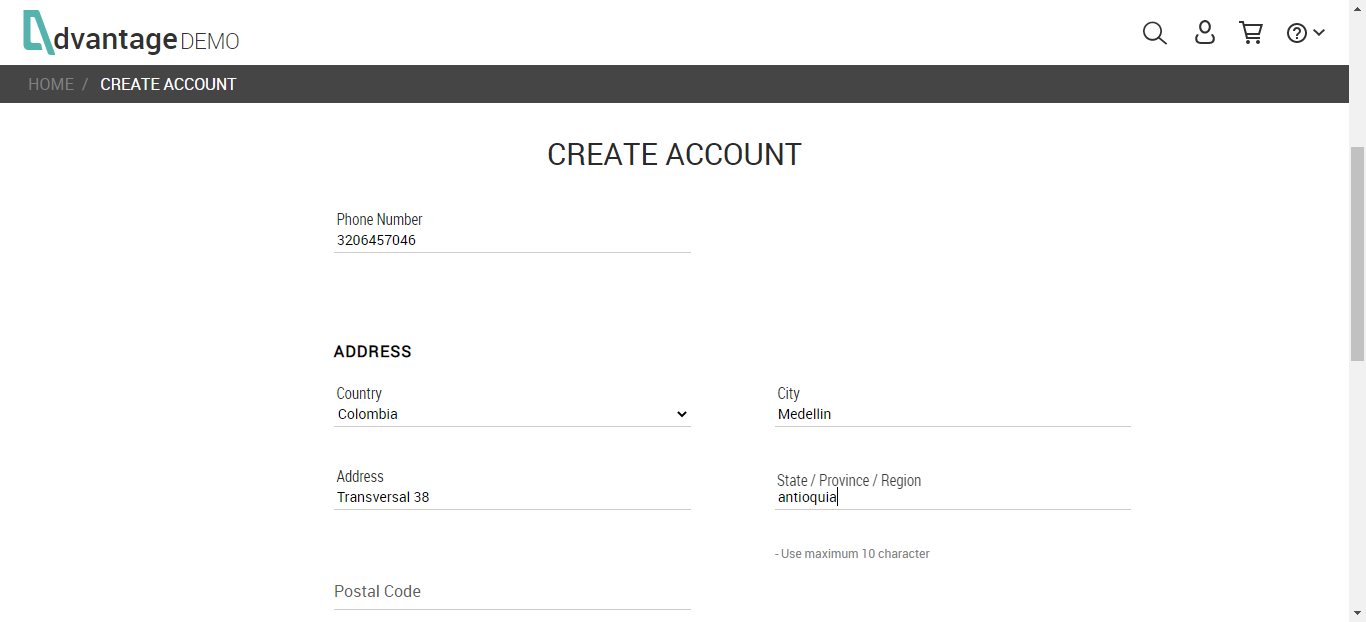 dvantage DEMO
HOME / CREATE ACCOUNT
CREATE ACCOUNT
Phone Number
3206457046
ADDRESS
Country
Colombia
City
Medellin
Address
Transversal 38
State / Province / Region
antioquia
- Use maximum 10 character
Postal Code